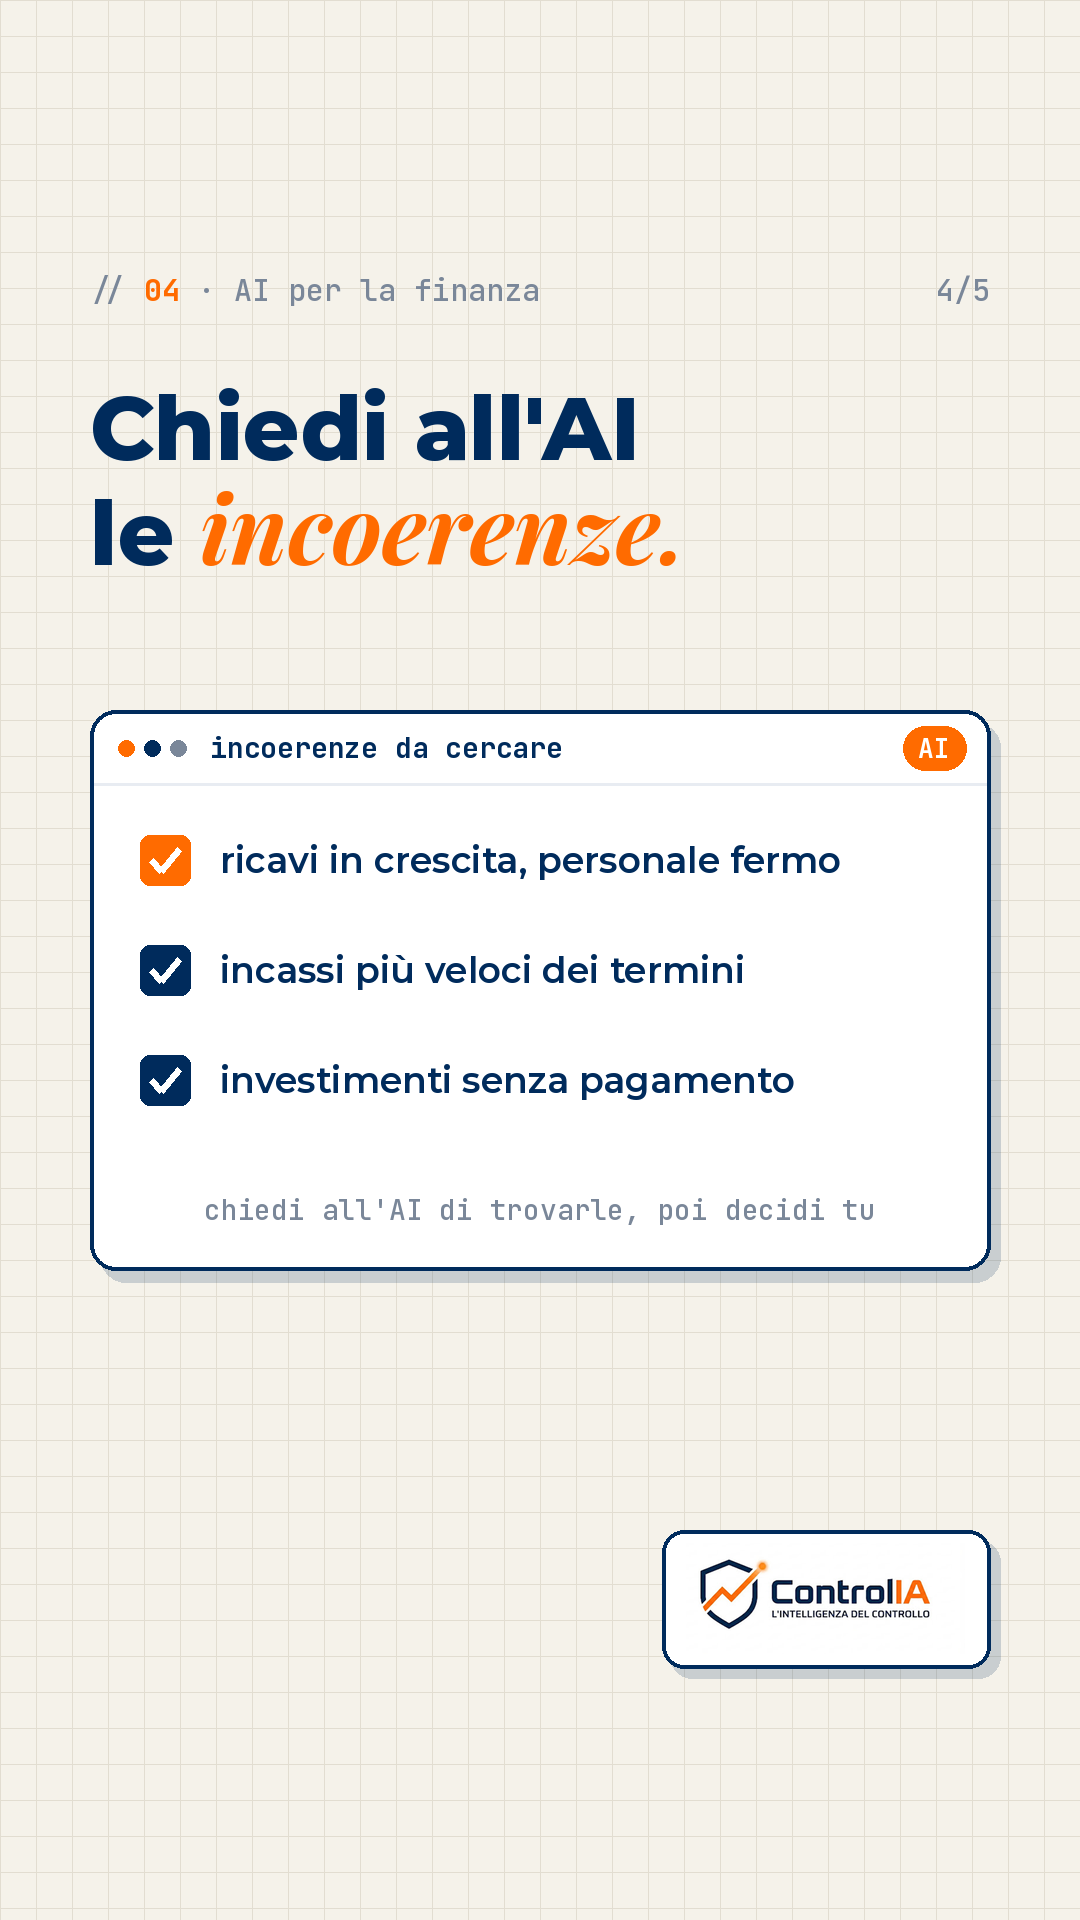 // 04 · AI per la finanza 4/5
Chiedi all'AI
le incoerenze.
incoerenze da cercare AI
ricavi in crescita, personale fermo
incassi più veloci dei termini
investimenti senza pagamento
chiedi all'AI di trovarle, poi decidi tu
ControlIA
L'INTELLIGENZA DEL CONTROLLO